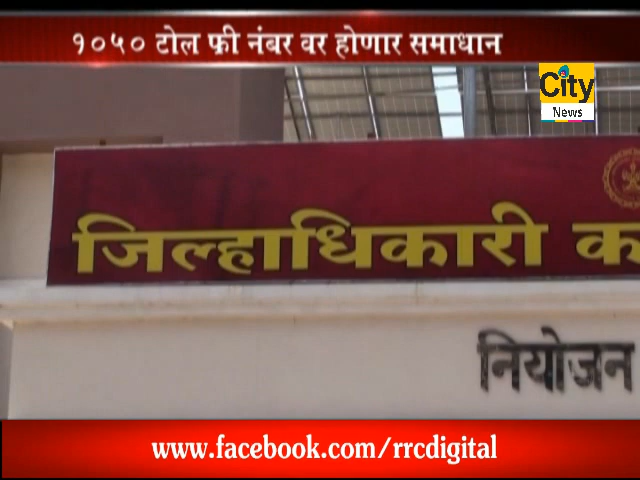 १०५० टोल फ्री नंबर वर होणार समाधान
City
News
जिल्हाधिकारी क
नियोजन
www.facebook.com/rrcdigital